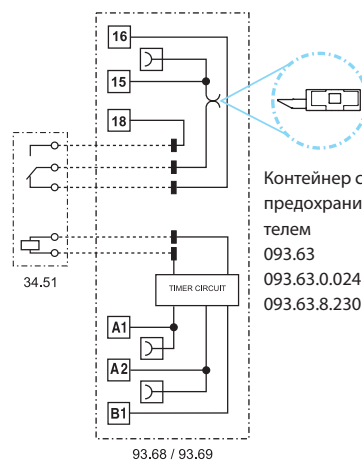 16
15
18
34.51
TIMER CIRCUIT
A1
A2
B1
93.68 / 93.69
Контейнер с
предохрани
телем
093.63
093.63.0.024
093.63.8.230